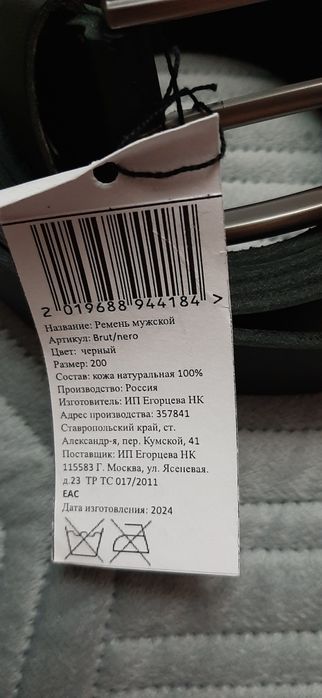 2 019688 944184 >
Название: Ремень мужской
Артикул: Brut/nero
Цвет: черный
Размер: 200
Состав: кожа натуральная 100%
Производство: Россия
Изготовитель: ИП Егорцева НК
Адрес производства: 357841
Ставропольский край, ст.
Александр-я, пер. Кумской, 41
Поставщик: ИП Егорцева НК
115583 Г. Москва, ул. Ясеневая.
д.23 ТР ТС 017/2011
ЕАС
Дата изготовления: 2024